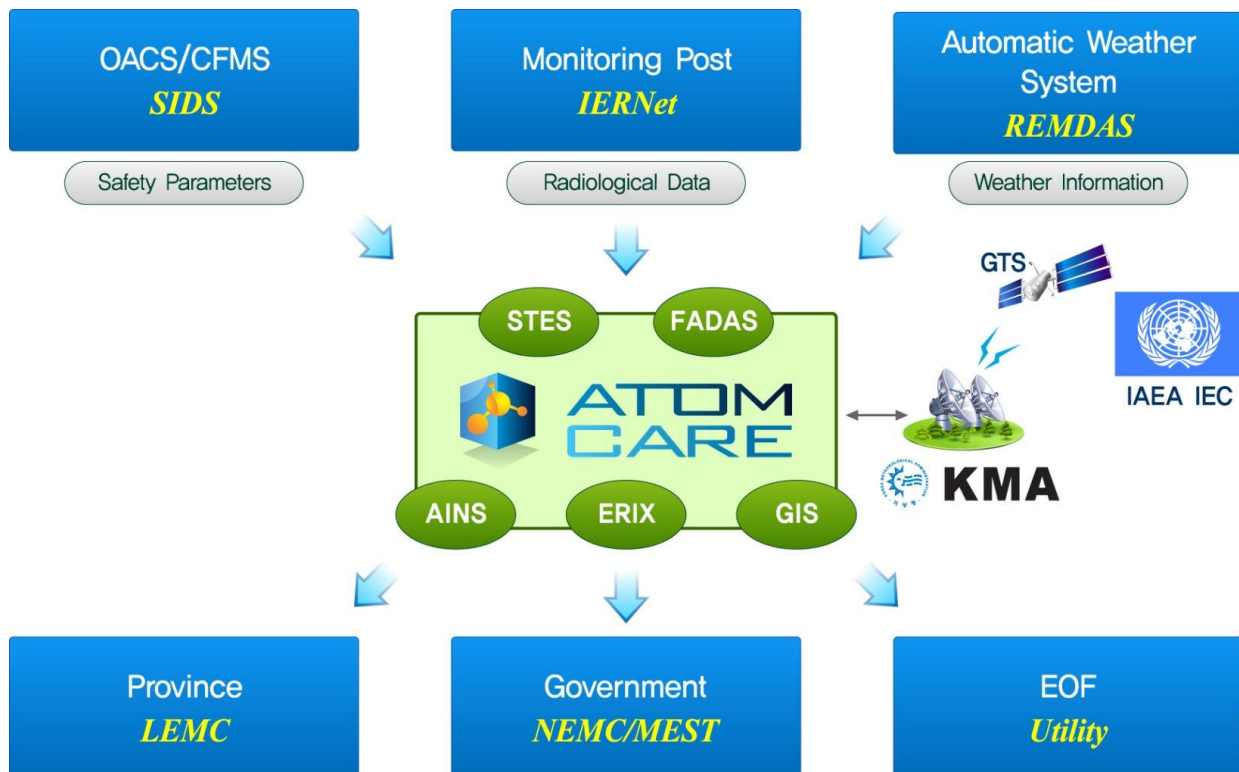 OACS/CFMS
SIDS
Monitoring Post
IERNet
Automatic Weather
System
REMDAS
Safety Parameters
Radiological Data
Weather Information
GTS
IAEA IEC
STES
FADAS
ATOM
CARE
KMA
AINS
ERIX
GIS
Province
LEMC
Government
NEMC/MEST
EOF
Utility